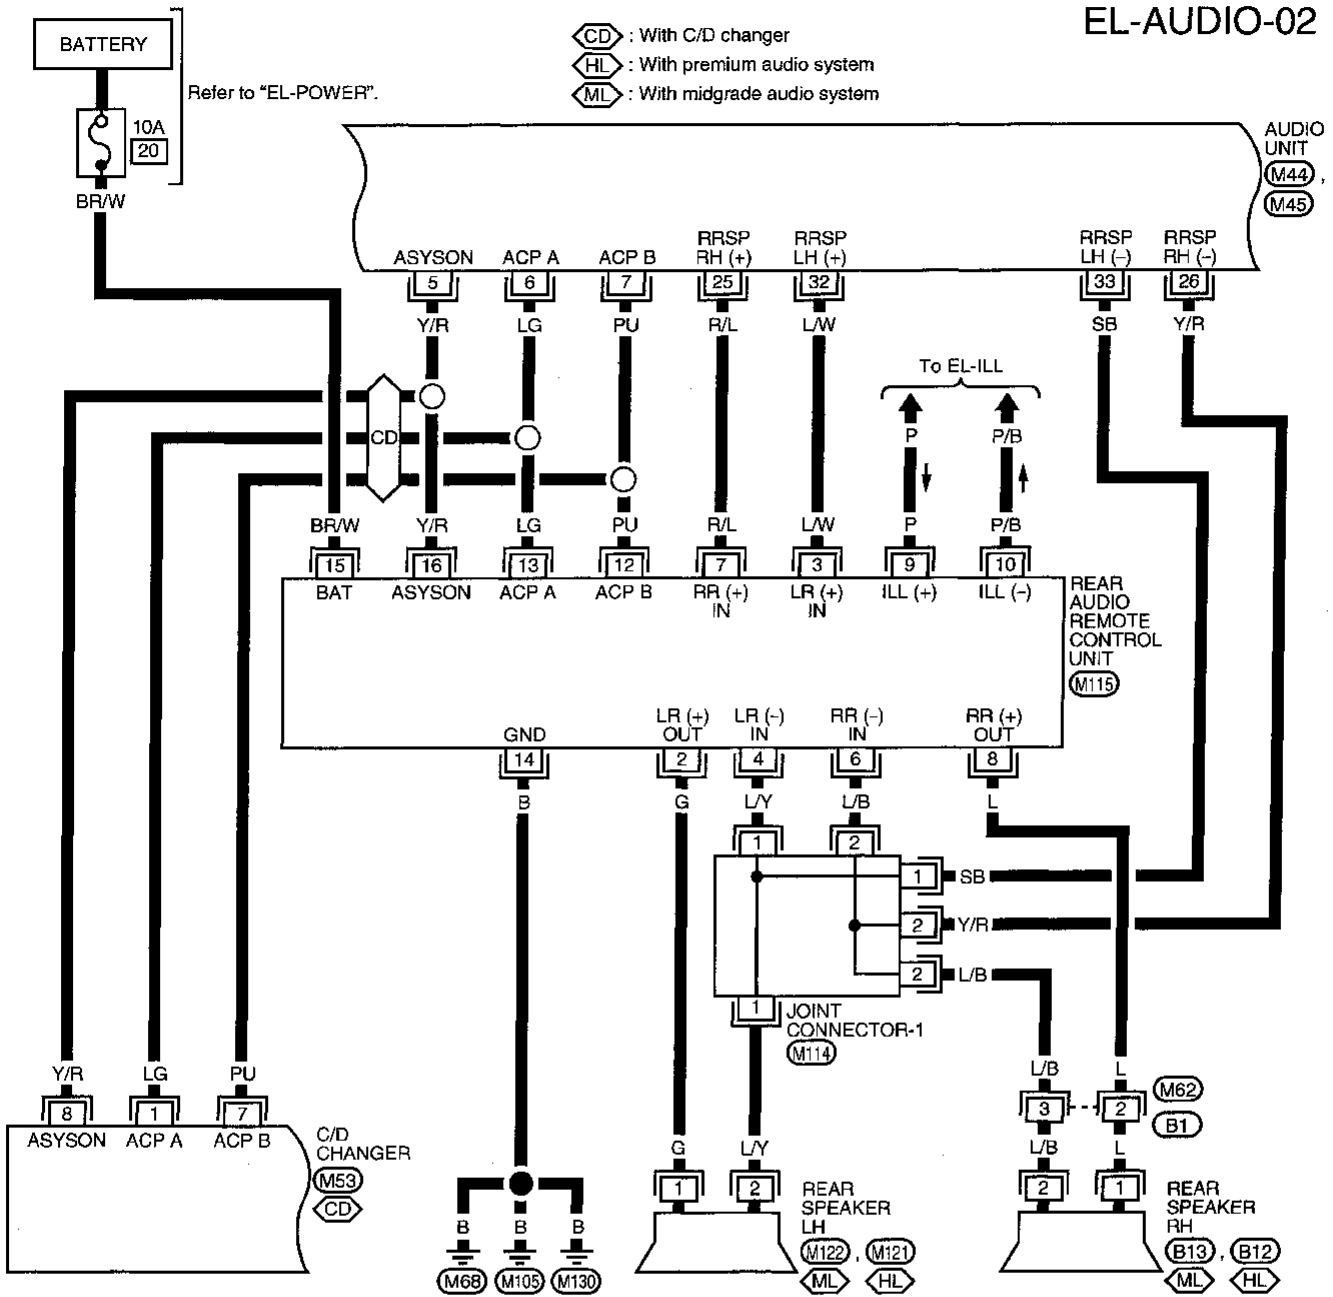 EL-AUDIO-02
BATTERY
10A
20
Refer to "EL-POWER".
BR/W
CD : With C/D changer
HL : With premium audio system
ML : With midgrade audio system
AUDIO
UNIT
M44 ,
M45
ASYSON
ACP A
ACP B
RRSP
RH (+)
RRSP
LH (+)
RRSP
LH (-)
RRSP
RH (-)
5
6
7
25
32
33
26
Y/R
LG
PU
R/L
L/W
SB
Y/R
To EL-ILL
P
P/B
CD
BR/W
Y/R
LG
PU
R/L
L/W
P
P/B
15
16
13
12
7
3
9
10
BAT
ASYSON
ACP A
ACP B
RR (+)
IN
LR (+)
IN
ILL (+)
ILL (-)
REAR
AUDIO
REMOTE
CONTROL
UNIT
M115
GND
LR (+)
OUT
LR (-)
IN
RR (-)
IN
RR (+)
OUT
14
2
4
6
8
B
G
L/Y
L/B
L
1
2
1
SB
2
Y/R
2
L/B
1
JOINT
CONNECTOR-1
M114
Y/R
LG
PU
8
1
7
ASYSON
ACP A
ACP B
C/D
CHANGER
M53
CD
L/B
L
3
2
M62
B1
G
L/Y
L/B
L
1
2
2
1
B
B
B
M68
M105
M130
REAR
SPEAKER
LH
M122 , M121
ML
HL
REAR
SPEAKER
RH
B13 , B12
ML
HL